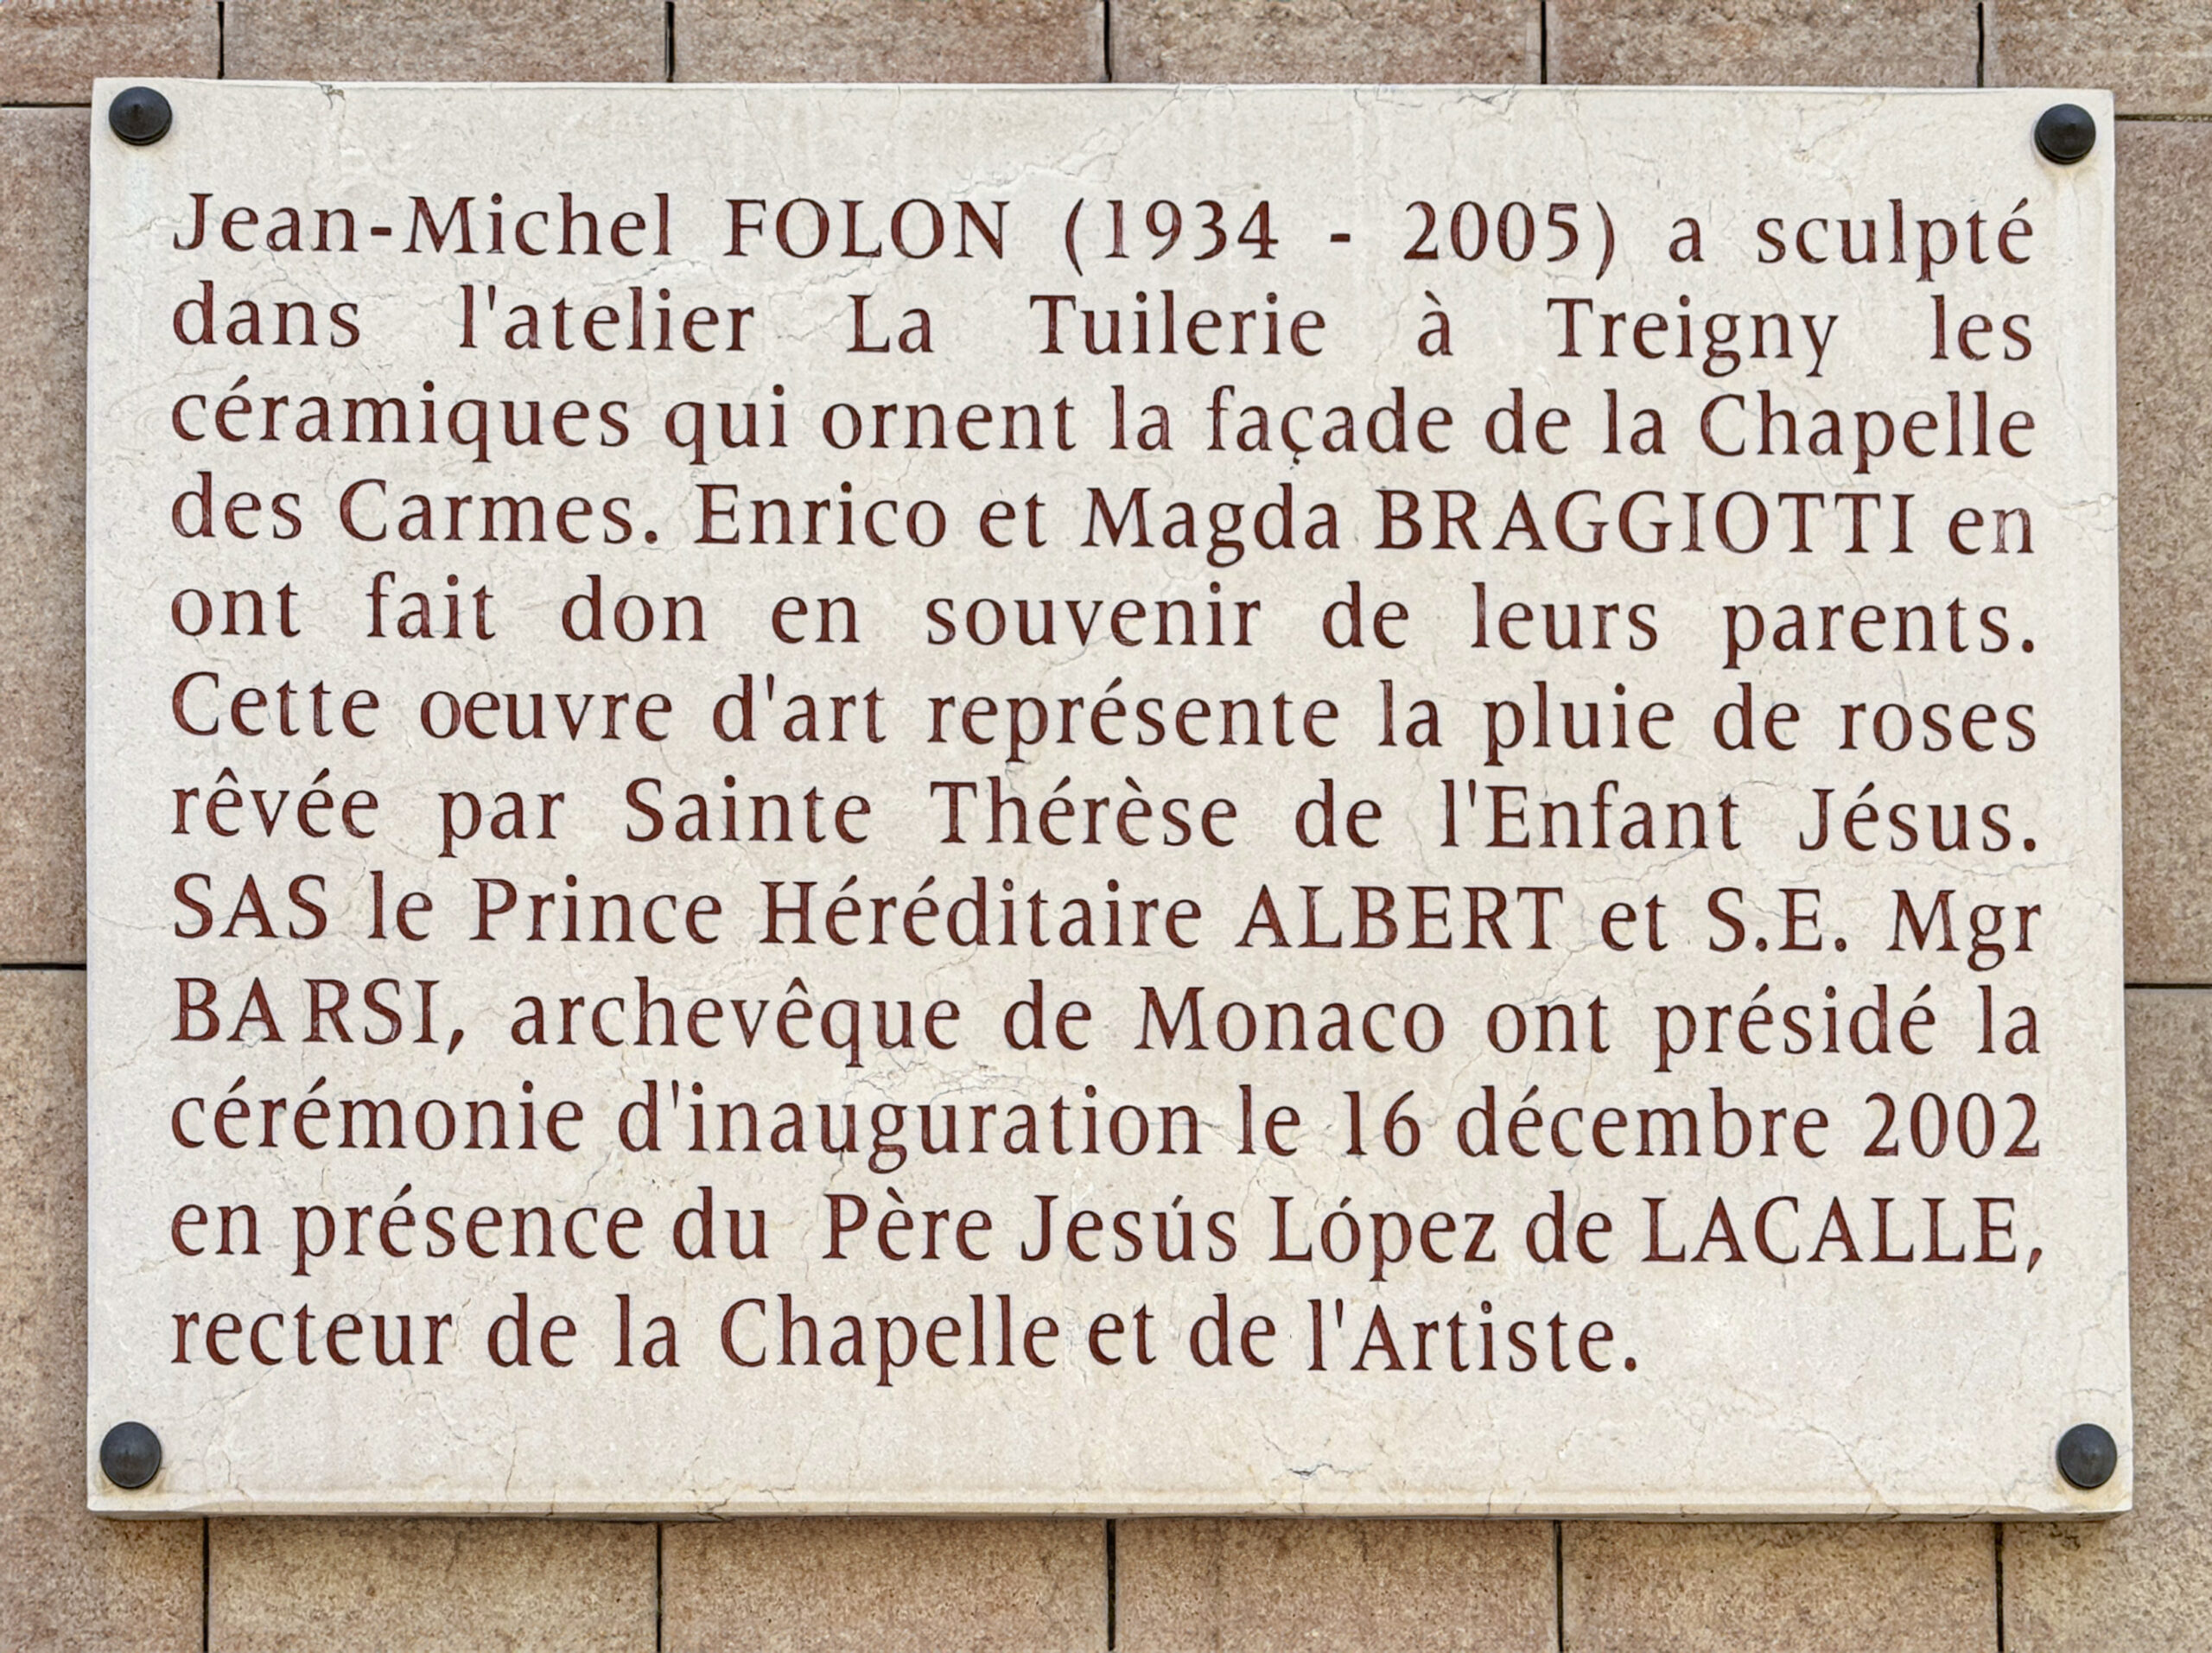 Jean-Michel FOLON (1934 - 2005) a sculpté
dans l'atelier La Tuilerie à Treigny les
céramiques qui ornent la façade de la Chapelle
des Carmes. Enrico et Magda BRAGGIOTTI en
ont fait don en souvenir de leurs parents.
Cette oeuvre d'art représente la pluie de roses
rêvée par Sainte Thérèse de l'Enfant Jésus.
SAS le Prince Héréditaire ALBERT et S.E. Mgr
BARSI, archevêque de Monaco ont présidé la
cérémonie d'inauguration le 16 décembre 2002
en présence du Père Jesús López de LACALLE,
recteur de la Chapelle et de l'Artiste.